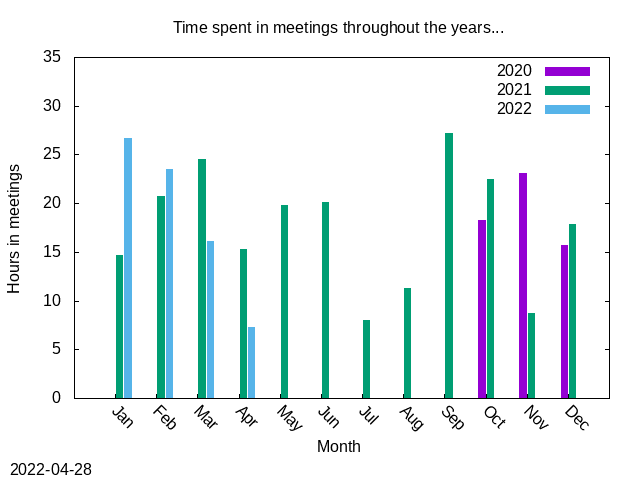 Time spent in meetings throughout the years...
35
30
25
20
15
10
5
0
Hours in meetings
2020
2021
2022
Jan
Feb
Mar
Apr
May
Jun
Jul
Aug
Sep
Oct
Nov
Dec
Month
2022-04-28